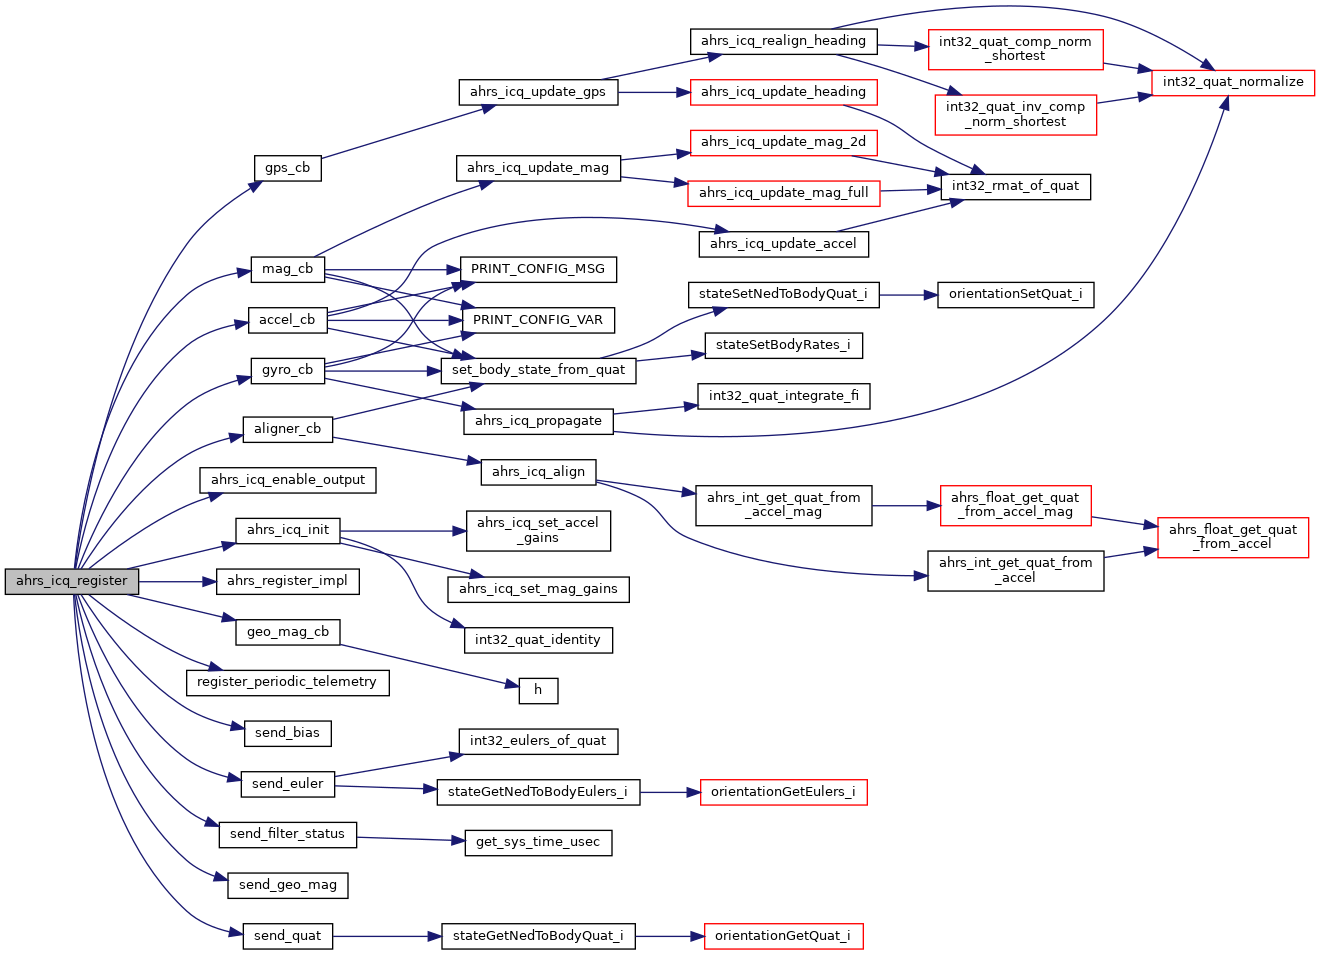 ahrs_icq_register
gps_cb
mag_cb
accel_cb
gyro_cb
aligner_cb
ahrs_icq_enable_output
ahrs_icq_init
ahrs_register_impl
geo_mag_cb
register_periodic_telemetry
send_bias
send_euler
send_filter_status
send_geo_mag
send_quat
ahrs_icq_update_gps
ahrs_icq_update_mag
PRINT_CONFIG_MSG
PRINT_CONFIG_VAR
set_body_state_from_quat
ahrs_icq_propagate
ahrs_icq_align
ahrs_icq_set_accel
_gains
ahrs_icq_set_mag_gains
int32_quat_identity
h
int32_eulers_of_quat
stateGetNedToBodyEulers_i
get_sys_time_usec
stateGetNedToBodyQuat_i
ahrs_icq_realign_heading
ahrs_icq_update_heading
ahrs_icq_update_mag_2d
ahrs_icq_update_mag_full
ahrs_icq_update_accel
stateSetNedToBodyQuat_i
stateSetBodyRates_i
int32_quat_integrate_fi
ahrs_int_get_quat_from
_accel_mag
orientationGetEulers_i
orientationGetQuat_i
int32_quat_comp_norm
_shortest
int32_quat_inv_comp
_norm_shortest
int32_rmat_of_quat
orientationSetQuat_i
ahrs_float_get_quat
_from_accel_mag
ahrs_int_get_quat_from
_accel
int32_quat_normalize
ahrs_float_get_quat
_from_accel